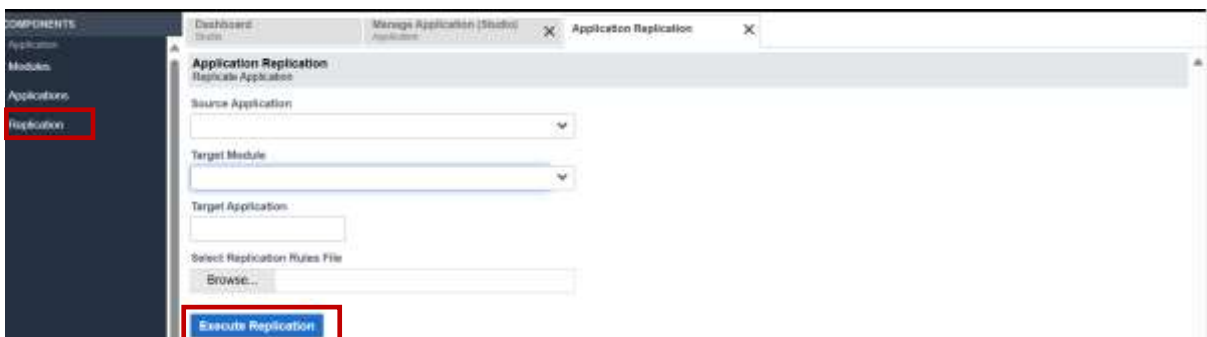 COMPONENTS
Application
Modules
Applications
Replication
Dashboard
Studio
Manage Application (Studio)
Application
Application Replication
Application Replication
Replicate Application
Source Application
Target Module
Target Application
Select Replication Rules File
Browse...
Execute Replication